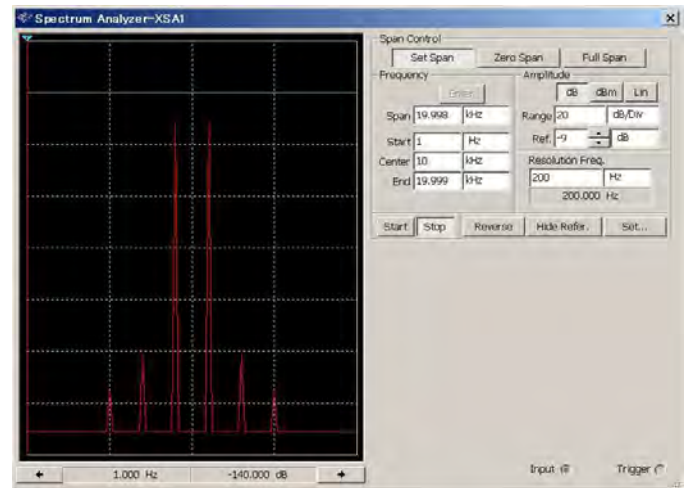 Spectrum Analyzer-XSA1
Span Control
Set Span Zero Span Full Span
Frequency
Enter
Span 19.998 kHz
Start 1 Hz
Center 10 kHz
End 19.999 kHz
Amplitude
dB dBm Lin
Range 20 dB/Div
Ref. -9 dB
Resolution Freq.
200 Hz
200.000 Hz
Start Stop Reverse Hide Refer. Set...
1.000 Hz -140.000 dB
Input Trigger